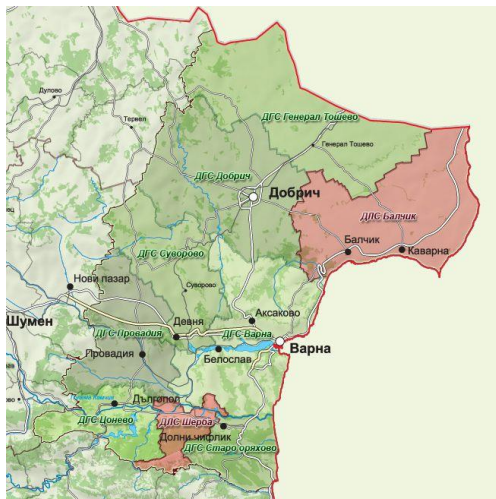 Дулово
Тервел
ДГС Генерал Тошево
Генерал Тошево
ДГС Добрич
Добрич
ДЛС Балчик
Балчик
Каварна
ДГС Суворово
Нови пазар
Суворово
Шумен
Аксаково
Девня
ДГС Провадия
ДГС Варна
Варна
Провадия
Белослав
Дългопол
ДГС Цонево
ДЛС Шерба
Долни чифлик
ДГС Старо оряхово